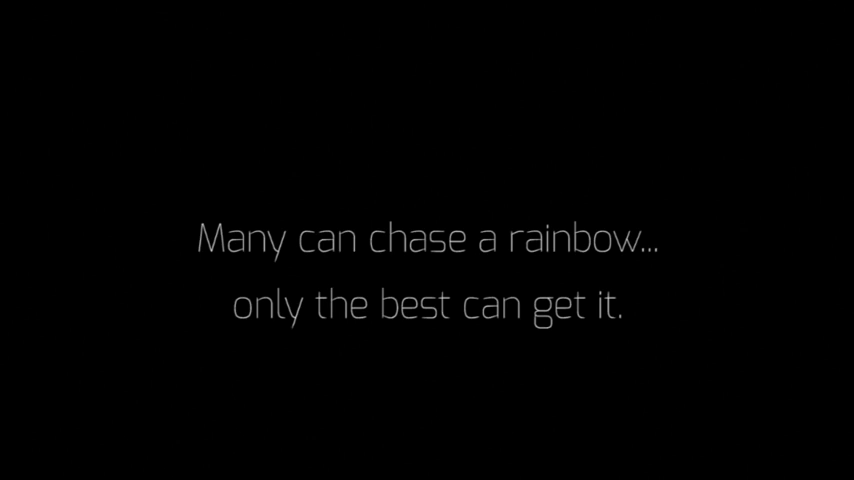 Many can chase a rainbow...
only the best can get it.